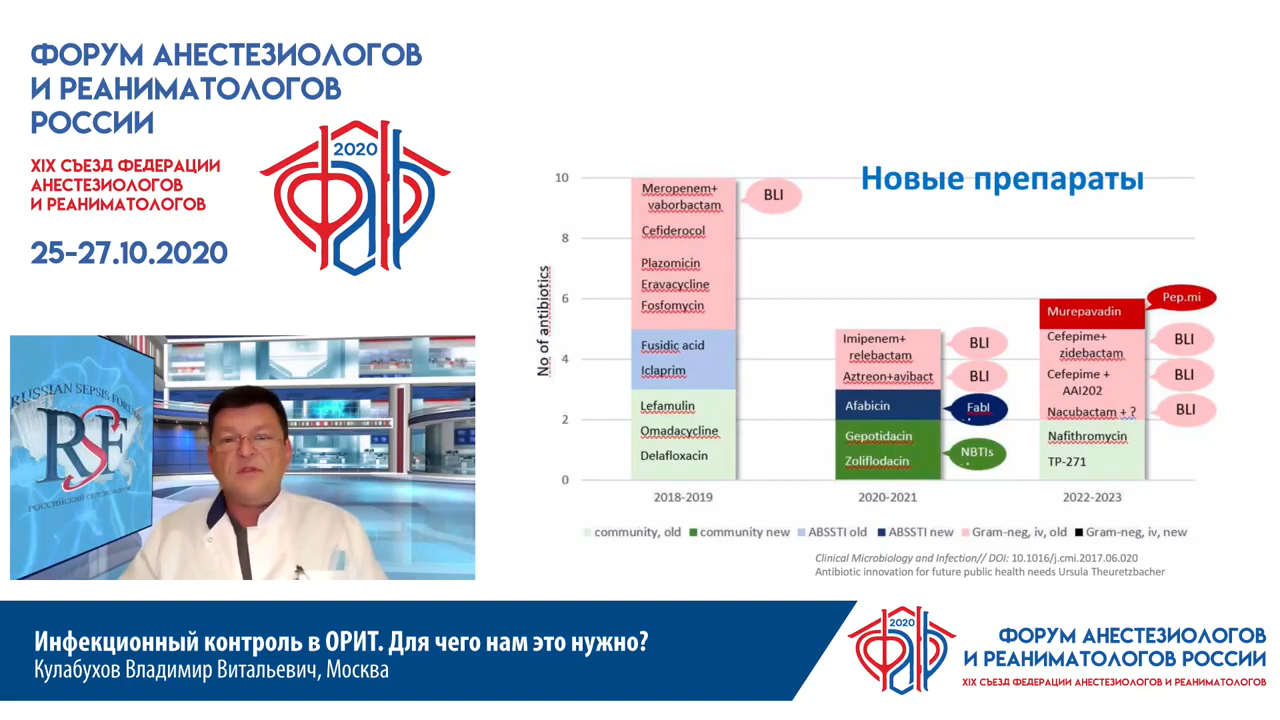 ФОРУМ АНЕСТЕЗИОЛОГОВ
И РЕАНИМАТОЛОГОВ
РОССИИ
XIX СЪЕЗД ФЕДЕРАЦИИ
АНЕСТЕЗИОЛОГОВ
И РЕАНИМАТОЛОГОВ
25-27.10.2020
2020
ФАР
RUSSIAN SEPSIS FORUM
RSF
РОССИЙСКИЙ СЕПСИС ФОРУМ
Новые препараты
No of antibiotics
10
8
6
4
2
0
Meropenem+
vaborbactam
BLI
Cefiderocol
Plazomicin
Eravacycline
Fosfomycin
Fusidic acid
Iclaprim
Lefamulin
Omadacycline
Delafloxacin
2018-2019
Imipenem+
relebactam
BLI
Aztreon+avibact
BLI
Afabicin
FabI
Gepotidacin
NBTIs
Zoliflodacin
2020-2021
Murepavadin
Pep.mi
Cefepime+
zidebactam
BLI
Cefepime +
AAI202
BLI
Nacubactam + ?
BLI
Nafithromycin
TP-271
2022-2023
community, old
community new
ABSSTI old
ABSSTI new
Gram-neg, iv, old
Gram-neg, iv, new
Clinical Microbiology and Infection// DOI: 10.1016/j.cmi.2017.06.020
Antibiotic innovation for future public health needs Ursula Theuretzbacher
Инфекционный контроль в ОРИТ. Для чего нам это нужно?
Кулабухов Владимир Витальевич, Москва
2020
ФАР
ФОРУМ АНЕСТЕЗИОЛОГОВ
И РЕАНИМАТОЛОГОВ РОССИИ
XIX СЪЕЗД ФЕДЕРАЦИИ АНЕСТЕЗИОЛОГОВ И РЕАНИМАТОЛОГОВ